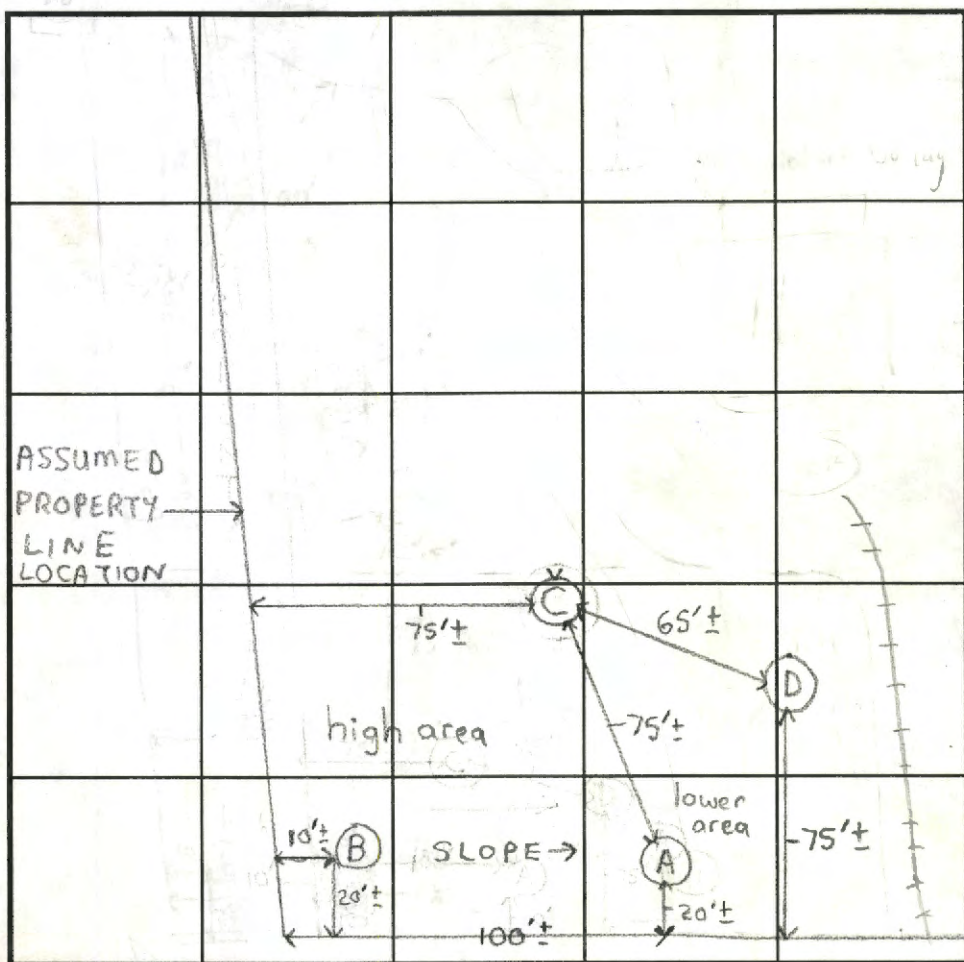 ASSUMED
PROPERTY
LINE
LOCATION
C
75'±
65'±
D
75'±
high area
lower
area
75'±
10'±
B
SLOPE→
A
20'±
20'±
100'±